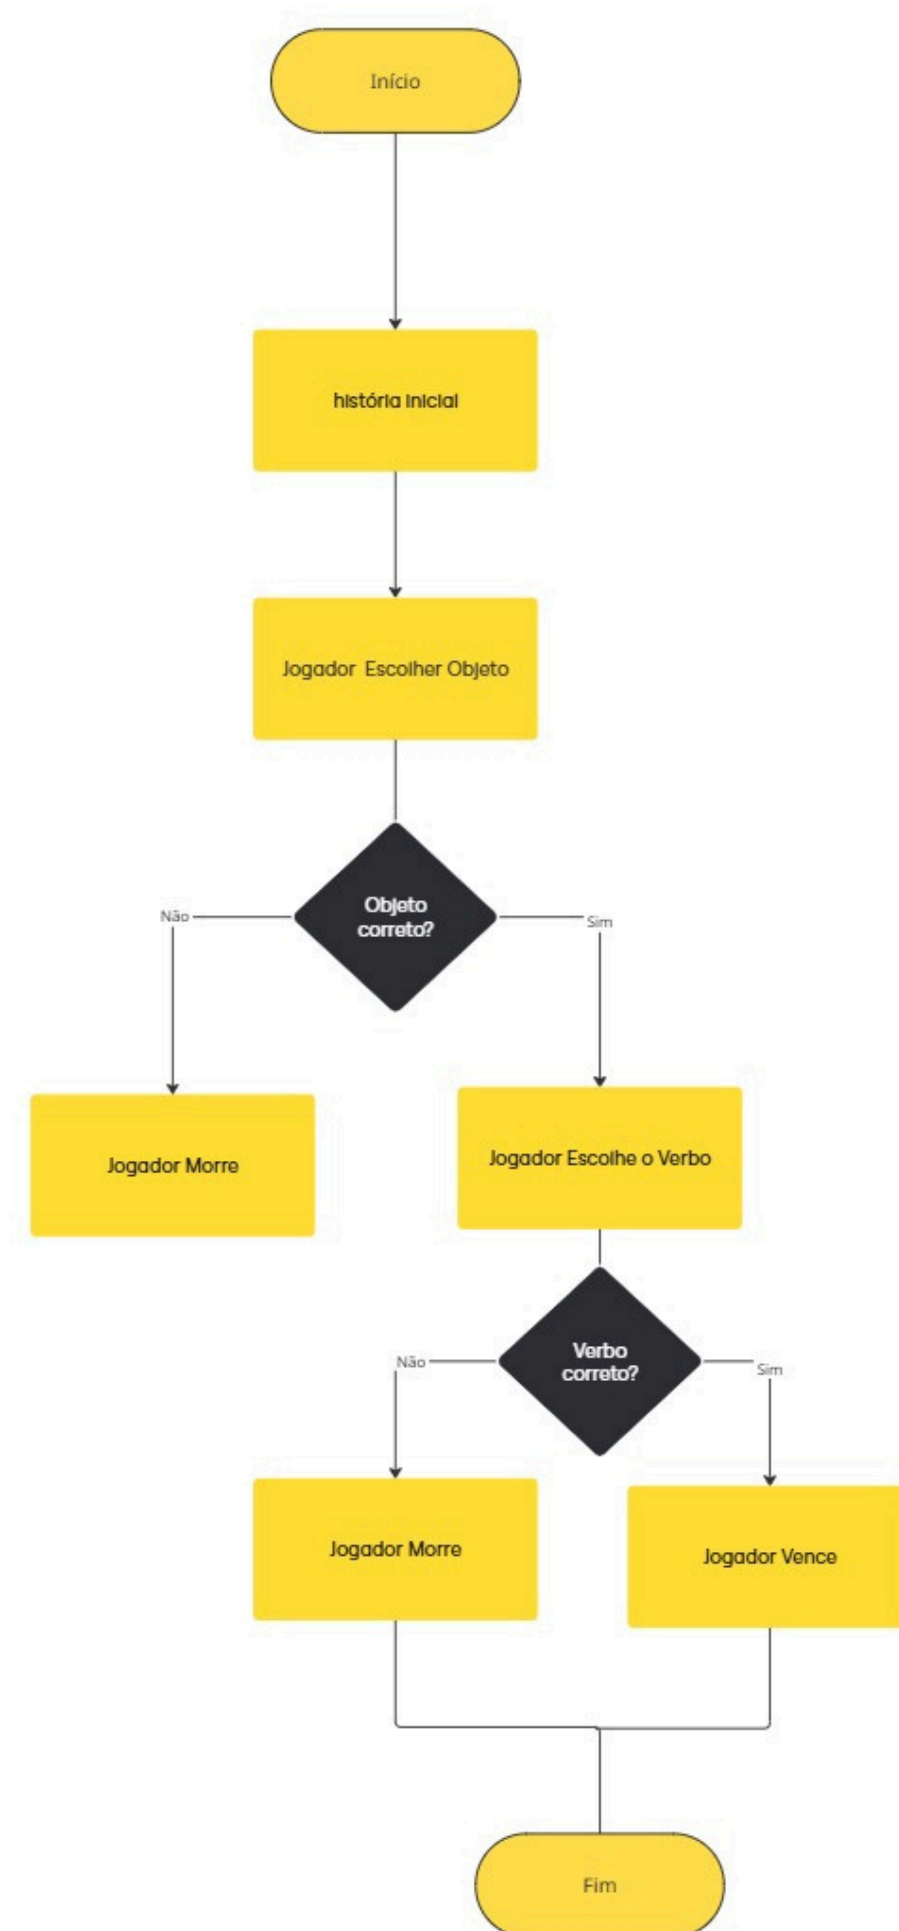 Início
história inicial
Jogador  Escolher Objeto
Objeto
correto?
Não
Sim
Jogador Morre
Jogador Escolhe o Verbo
Verbo
correto?
Não
Sim
Jogador Morre
Jogador Vence
Fim